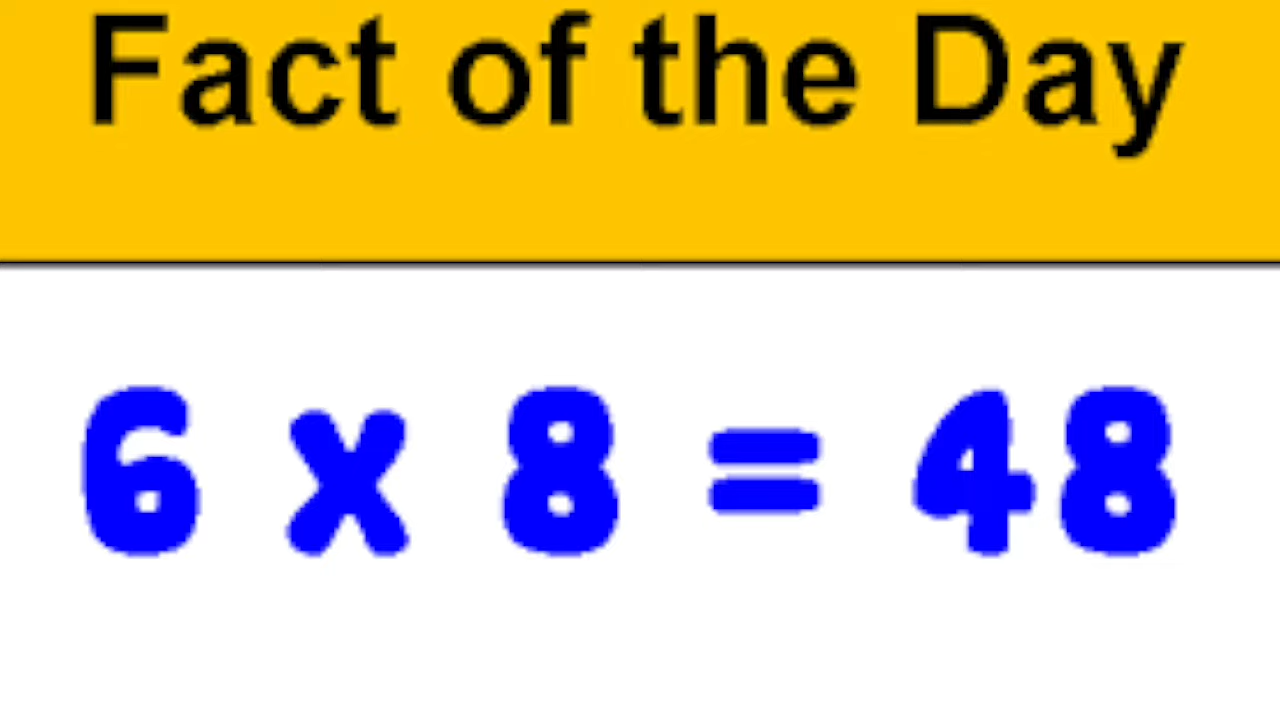 Fact of the Day
6 x 8 = 48